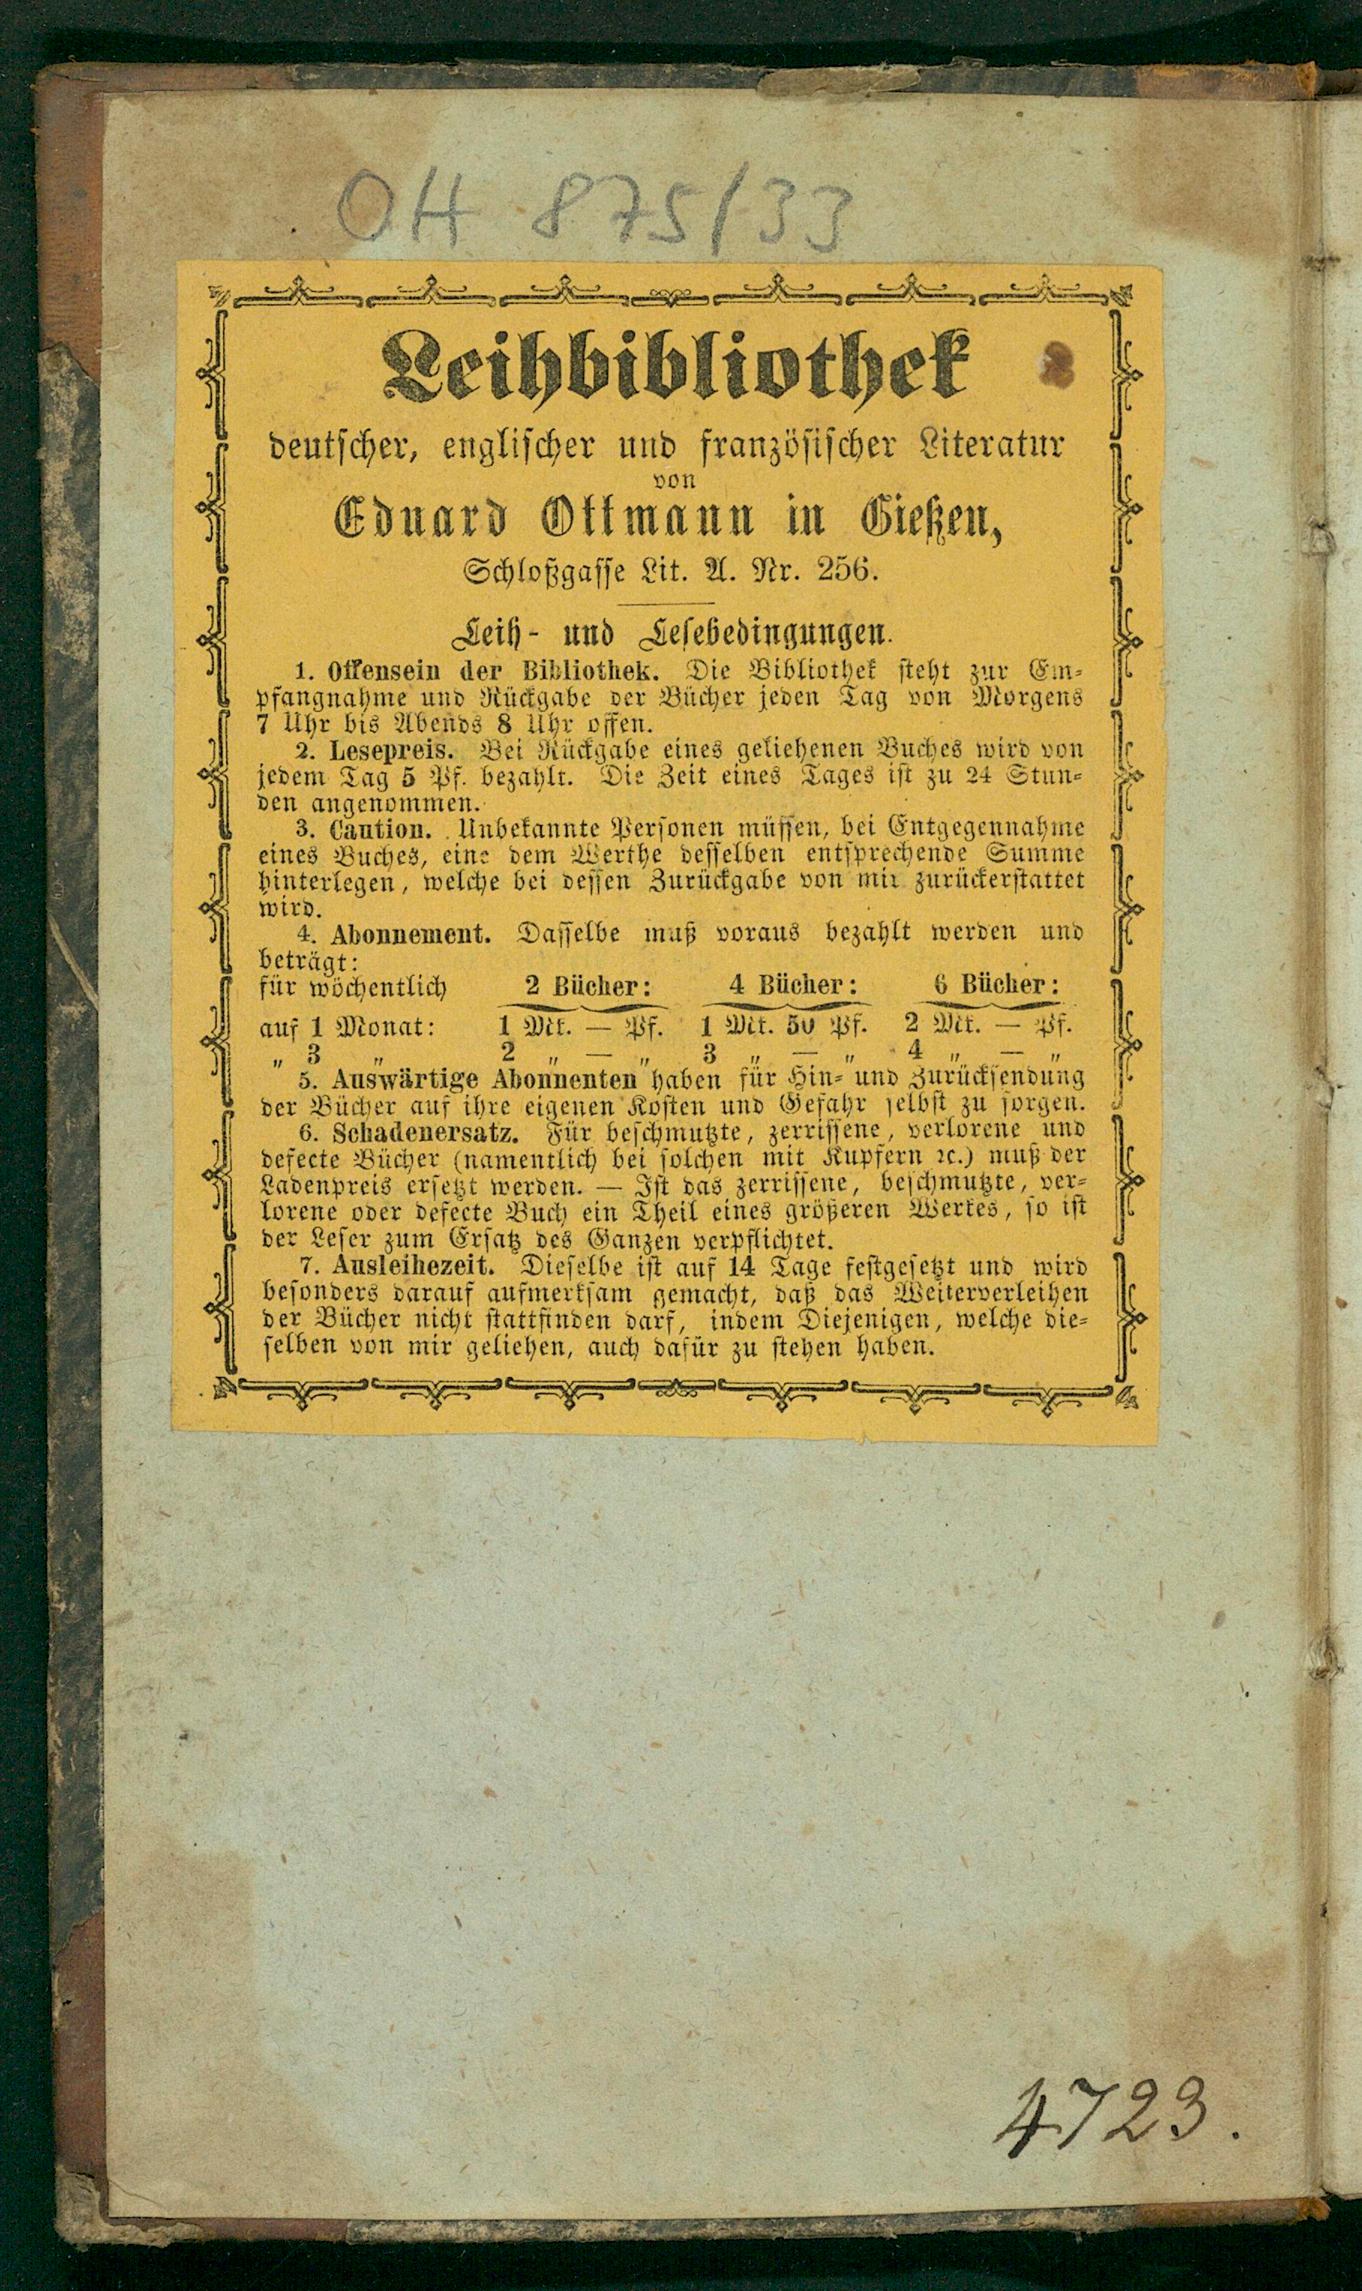 OH 875/33
Leihbibliothek
deutscher, englischer und französischer Literatur
von
Eduard Ottmann in Gießen,
Schloßgasse Lit. A. Nr. 256.
Leih- und Lesebedingungen.
1. Offensein der Bibliothek. Die Bibliothek steht zur Em-
pfangnahme und Rückgabe der Bücher jeden Tag von Morgens
7 Uhr bis Abends 8 Uhr offen.
2. Lesepreis. Bei Rückgabe eines geliehenen Buches wird von
jedem Tag 5 Pf. bezahlt. Die Zeit eines Tages ist zu 24 Stun-
den angenommen.
3. Caution. Unbekannte Personen müssen, bei Entgegennahme
eines Buches, eine dem Werthe desselben entsprechende Summe
hinterlegen, welche bei dessen Zurückgabe von mir zurückerstattet
wird.
4. Abonnement. Dasselbe muß voraus bezahlt werden und
beträgt:
für wöchentlich 2 Bücher: 4 Bücher: 6 Bücher:
auf 1 Monat: 1 Mk. — Pf. 1 Mk. 50 Pf. 2 Mk. — Pf.
„ 3 „ 2 „ — „ 3 „ — „ 4 „ — „
5. Auswärtige Abonnenten haben für Hin- und Zurücksendung
der Bücher auf ihre eigenen Kosten und Gefahr selbst zu sorgen.
6. Schadenersatz. Für beschmutzte, zerrissene, verlorene und
defecte Bücher (namentlich bei solchen mit Kupfern ꝛc.) muß der
Ladenpreis ersetzt werden. — Ist das zerrissene, beschmutzte, ver-
lorene oder defecte Buch ein Theil eines größeren Werkes, so ist
der Leser zum Ersatz des Ganzen verpflichtet.
7. Ausleihezeit. Dieselbe ist auf 14 Tage festgesetzt und wird
besonders darauf aufmerksam gemacht, daß das Weiterverleihen
der Bücher nicht stattfinden darf, indem Diejenigen, welche die-
selben von mir geliehen, auch dafür zu stehen haben.
4723.